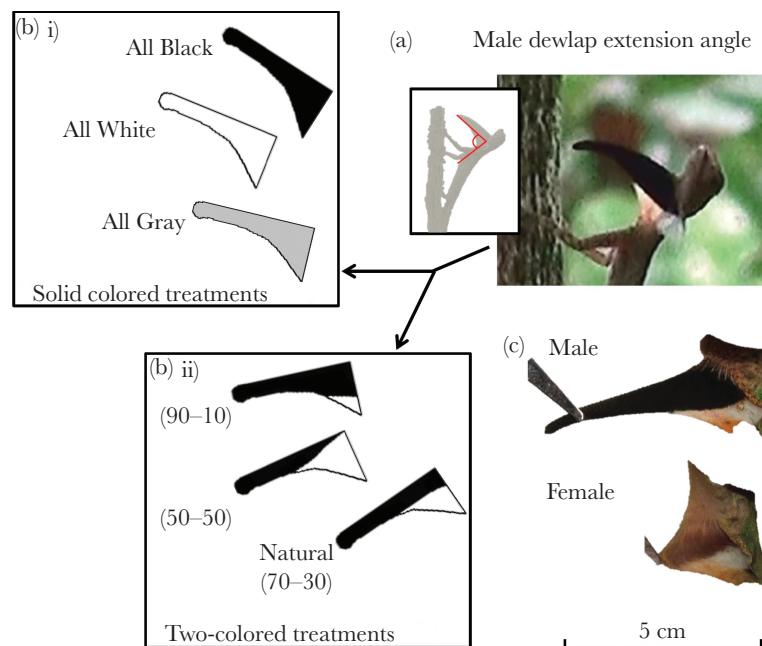 (b) i)
All Black
All White
All Gray
Solid colored treatments
(a)
Male dewlap extension angle
(b) ii)
(90–10)
(50–50)
Natural
(70–30)
Two-colored treatments
(c)
Male
Female
5 cm